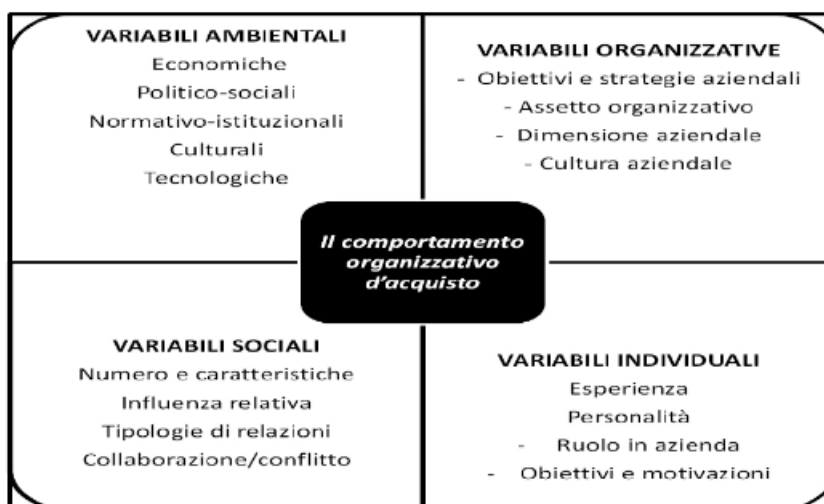 VARIABILI AMBIENTALI
Economiche
Politico-sociali
Normativo-istituzionali
Culturali
Tecnologiche
VARIABILI ORGANIZZATIVE
- Obiettivi e strategie aziendali
- Assetto organizzativo
- Dimensione aziendale
- Cultura aziendale
Il comportamento
organizzativo
d'acquisto
VARIABILI SOCIALI
Numero e caratteristiche
Influenza relativa
Tipologie di relazioni
Collaborazione/conflitto
VARIABILI INDIVIDUALI
Esperienza
Personalità
- Ruolo in azienda
- Obiettivi e motivazioni